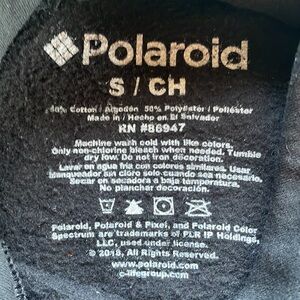 Polaroid
S / CH
Cotton / Algodón 50% Polyester / Poliéster
Made in / Hecho en El Salvador
RN #86947
Machine wash cold with like colors.
Only non-chlorine bleach when needed. Tumble
dry low. Do not iron decoration.
Lavar en agua fría con colores similares. Usar
blanqueador sin cloro solo cuando sea necesario
Secadora a baja temperatura.
No planchar decoración.
Polaroid, Polaroid & Pixel, and Polaroid Color
Spectrum are trademarks of PLR IP Holdings,
LLC, used under license.
© 2018, All Rights Reserved.
www.polaroid.com
c-lifegroup.com